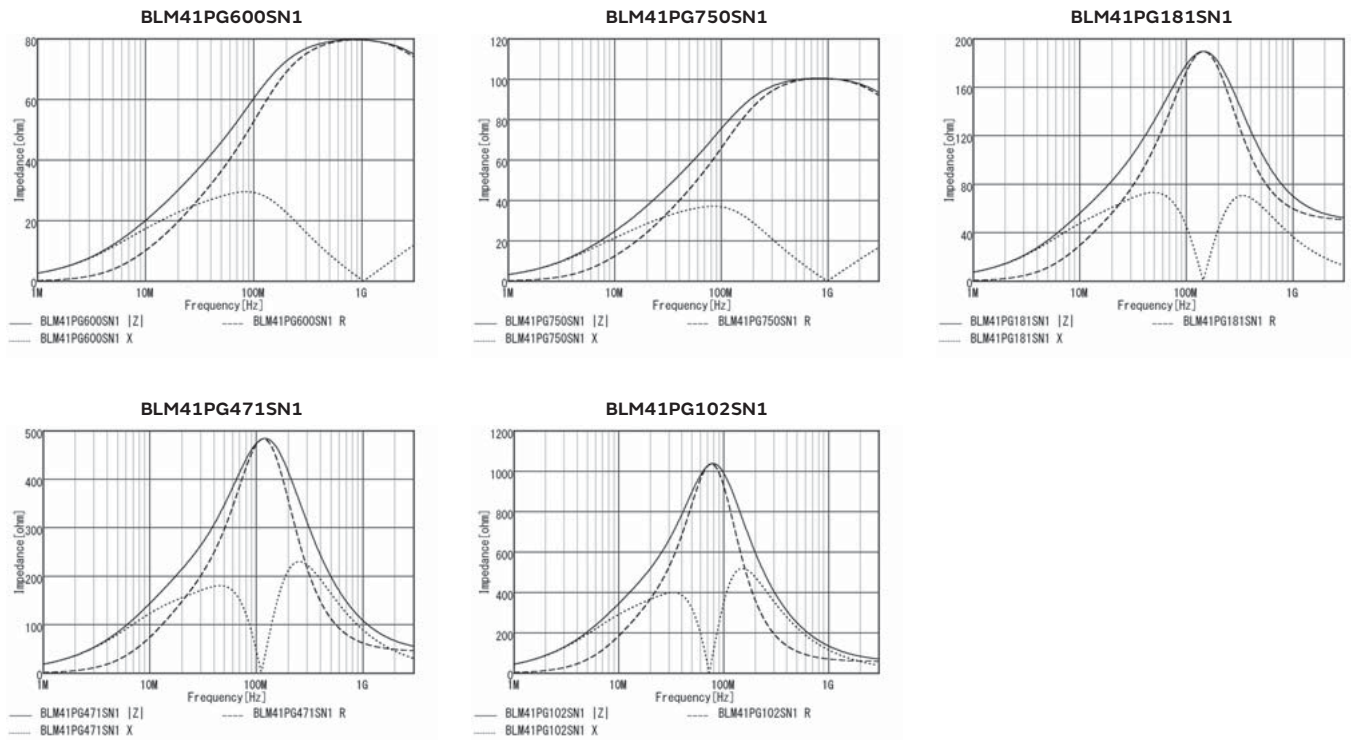 BLM41PG600SN1
80
60
40
20
0
Impedance[ohm]
1M 10M 100M 1G
Frequency[Hz]
BLM41PG600SN1 |Z| BLM41PG600SN1 R
BLM41PG600SN1 X
BLM41PG750SN1
120
100
80
60
40
20
0
Impedance[ohm]
1M 10M 100M 1G
Frequency[Hz]
BLM41PG750SN1 |Z| BLM41PG750SN1 R
BLM41PG750SN1 X
BLM41PG181SN1
200
160
120
80
40
0
Impedance[ohm]
1M 10M 100M 1G
Frequency[Hz]
BLM41PG181SN1 |Z| BLM41PG181SN1 R
BLM41PG181SN1 X
BLM41PG471SN1
500
400
300
200
100
0
Impedance[ohm]
1M 10M 100M 1G
Frequency[Hz]
BLM41PG471SN1 |Z| BLM41PG471SN1 R
BLM41PG471SN1 X
BLM41PG102SN1
1200
1000
800
600
400
200
0
Impedance[ohm]
1M 10M 100M 1G
Frequency[Hz]
BLM41PG102SN1 |Z| BLM41PG102SN1 R
BLM41PG102SN1 X